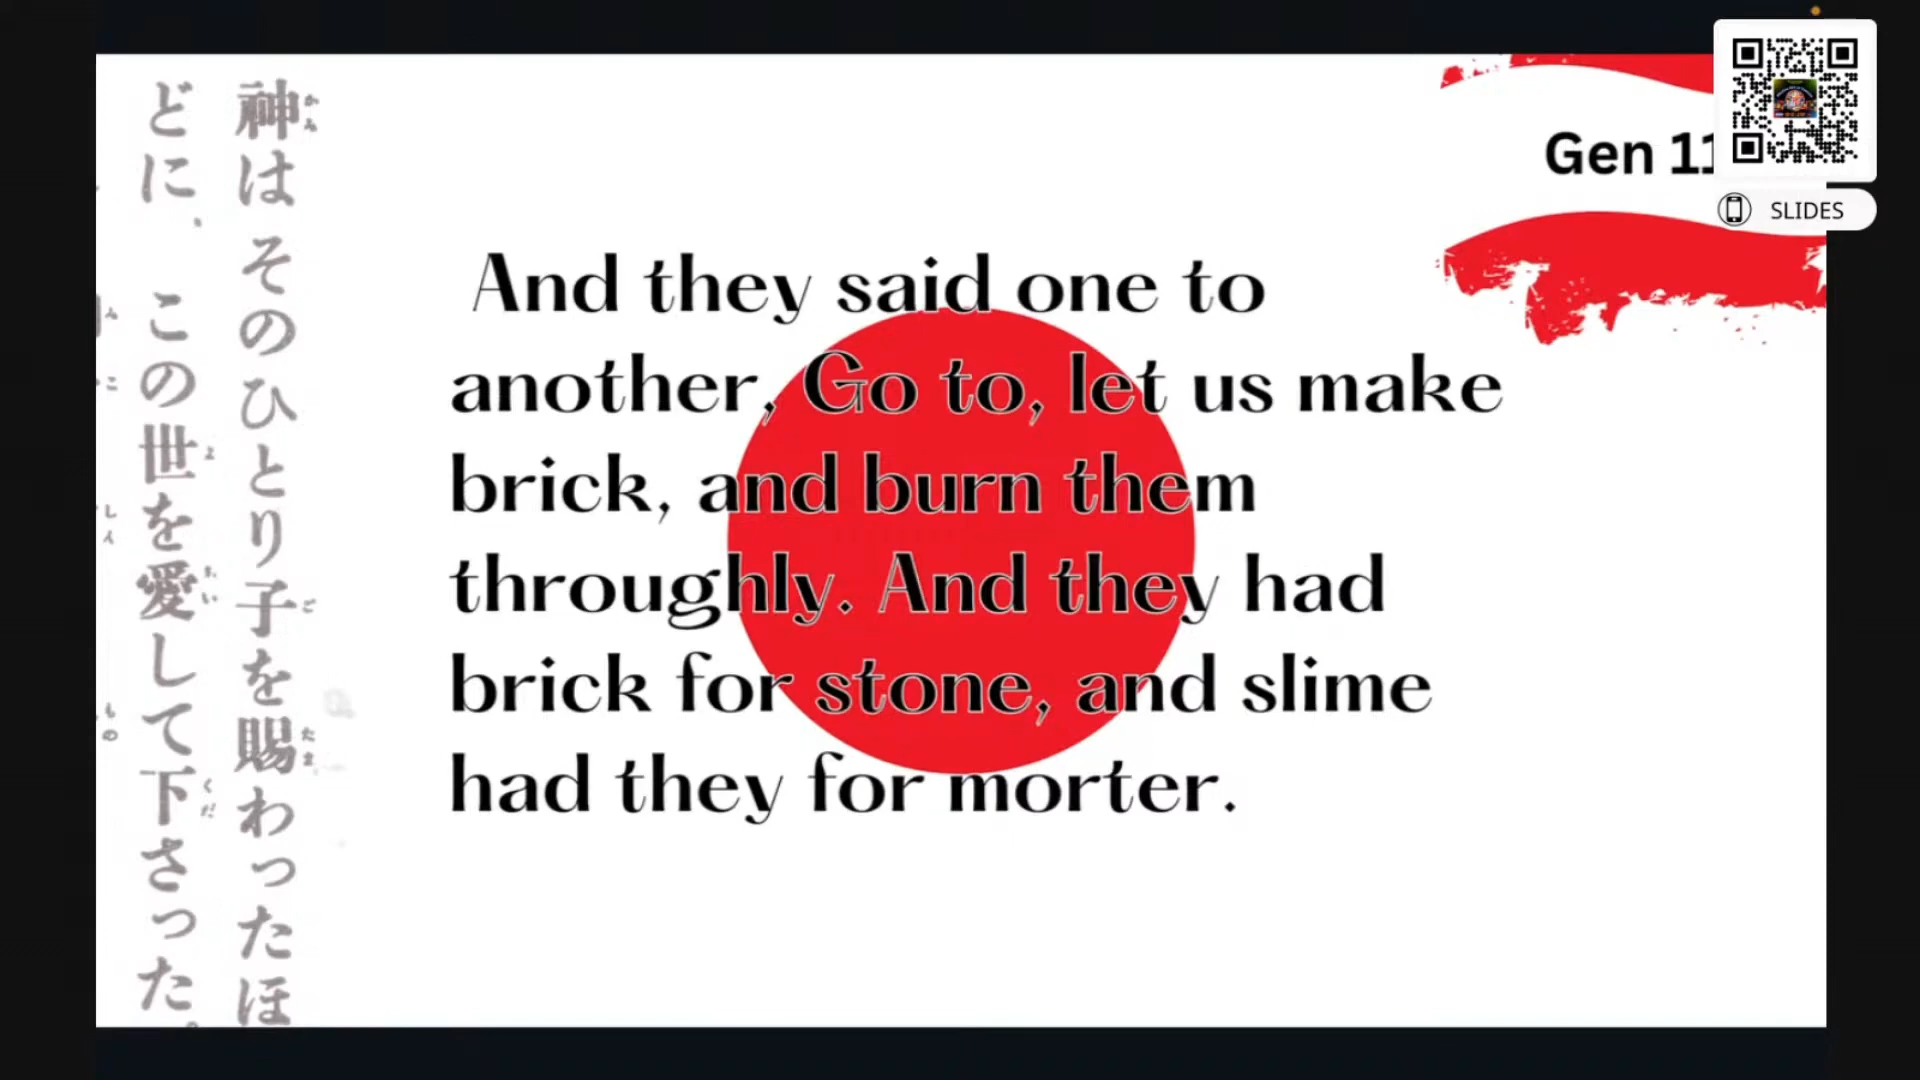 神は そのひとり子を賜わったほ
どに、 この世を愛して下さった。
Gen 11
SLIDES
And they said one to
another, Go to, let us make
brick, and burn them
throughly. And they had
brick for stone, and slime
had they for morter.